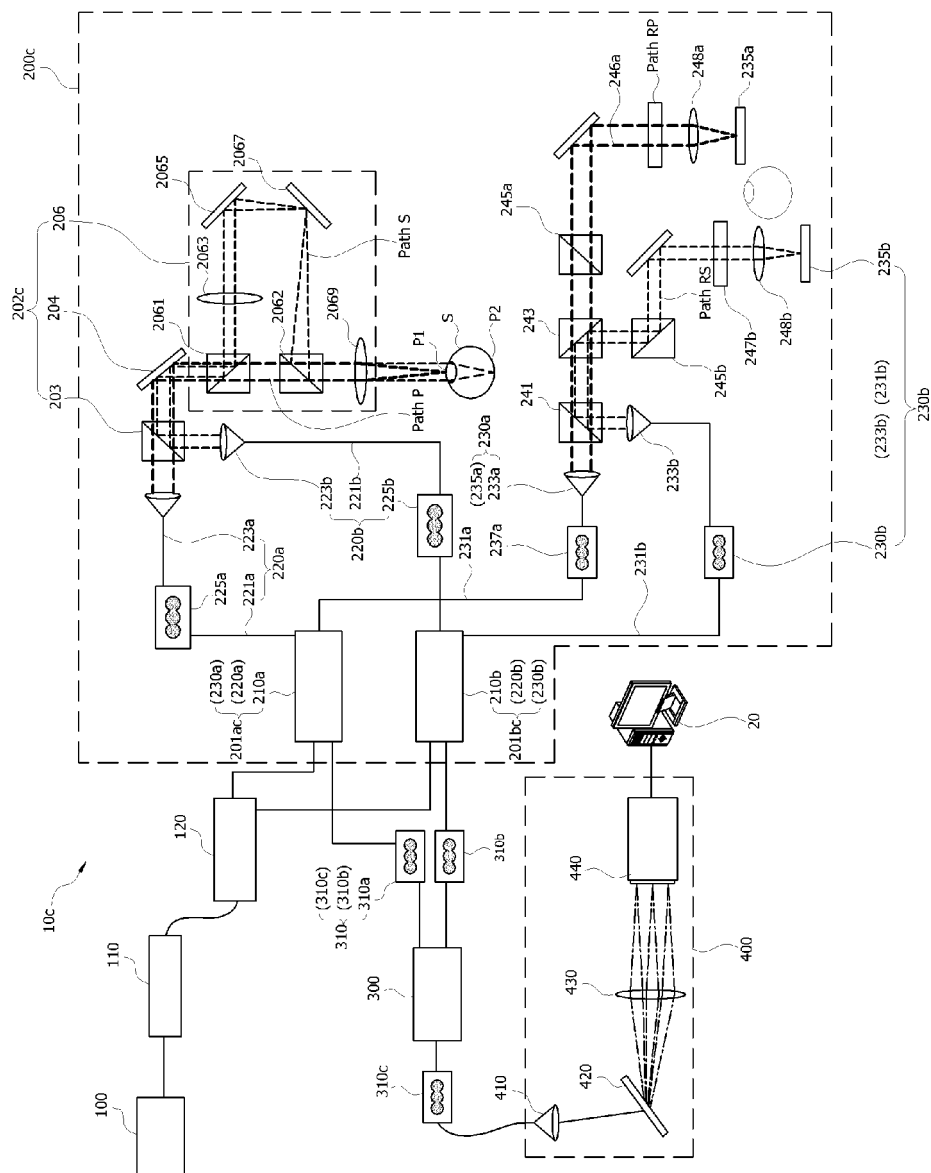 10c
100
110
120
200c
202c
203
204
206
2061
2063
2065
2067
2062
2069
Path S
Path P
P1
S
P2
223a
220a
225a
221a
223b
221b
225b
220b
(230a)
(220a)
210a
201ac
231a
210b
(220b)
(230b)
201bc
231b
237a
230a
(235a)
233a
241
243
245a
246a
Path RP
248a
235a
233b
245b
Path RS
247b
248b
235b
230b
(233b) (231b)
230b
310c
300
(310c)
(310b)
310a
310
310b
410
420
430
440
400
20